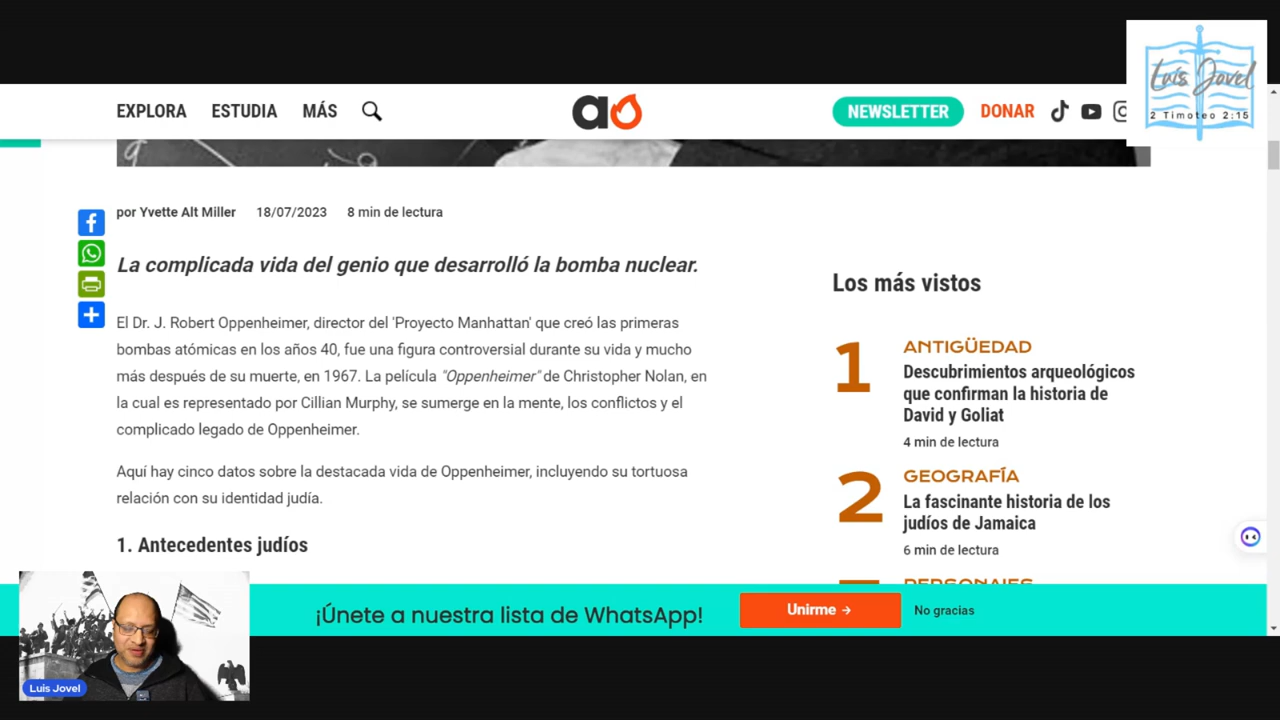 Luis Jovel
2 Timoteo 2:15
EXPLORA ESTUDIA MÁS
NEWSLETTER DONAR
por Yvette Alt Miller 18/07/2023 8 min de lectura
La complicada vida del genio que desarrolló la bomba nuclear.
El Dr. J. Robert Oppenheimer, director del 'Proyecto Manhattan' que creó las primeras
bombas atómicas en los años 40, fue una figura controversial durante su vida y mucho
más después de su muerte, en 1967. La película "Oppenheimer" de Christopher Nolan, en
la cual es representado por Cillian Murphy, se sumerge en la mente, los conflictos y el
complicado legado de Oppenheimer.
Aquí hay cinco datos sobre la destacada vida de Oppenheimer, incluyendo su tortuosa
relación con su identidad judía.
1. Antecedentes judíos
Los más vistos
1
ANTIGÜEDAD
Descubrimientos arqueológicos
que confirman la historia de
David y Goliat
4 min de lectura
2
GEOGRAFÍA
La fascinante historia de los
judíos de Jamaica
6 min de lectura
PERSONAJES
¡Únete a nuestra lista de WhatsApp!
Unirme →
No gracias
Luis Jovel